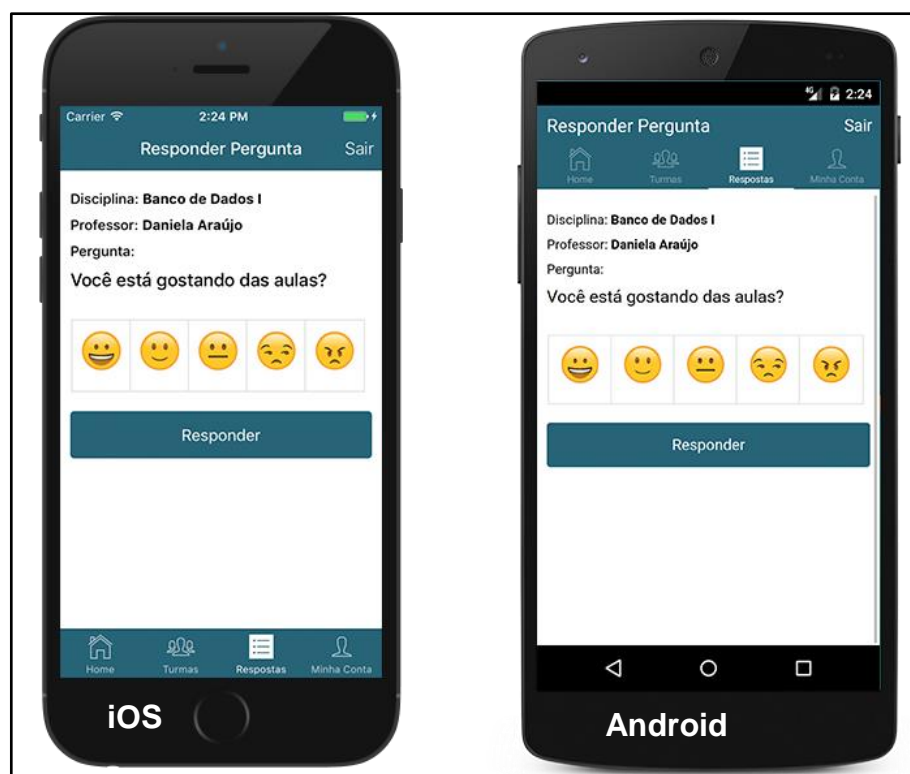 Carrier 2:24 PM
Responder Pergunta Sair
Disciplina: Banco de Dados I
Professor: Daniela Araújo
Pergunta:
Você está gostando das aulas?
Responder
Home Turmas Respostas Minha Conta
iOS
4G 2:24
Responder Pergunta Sair
Home Turmas Respostas Minha Conta
Disciplina: Banco de Dados I
Professor: Daniela Araújo
Pergunta:
Você está gostando das aulas?
Responder
Android